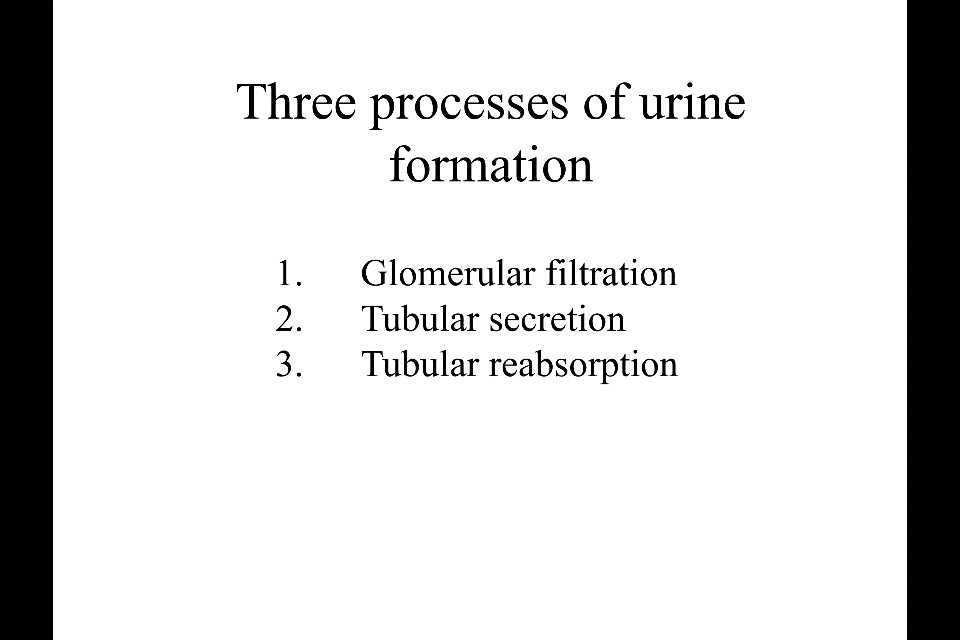 Three processes of urine
formation
1. Glomerular filtration
2. Tubular secretion
3. Tubular reabsorption